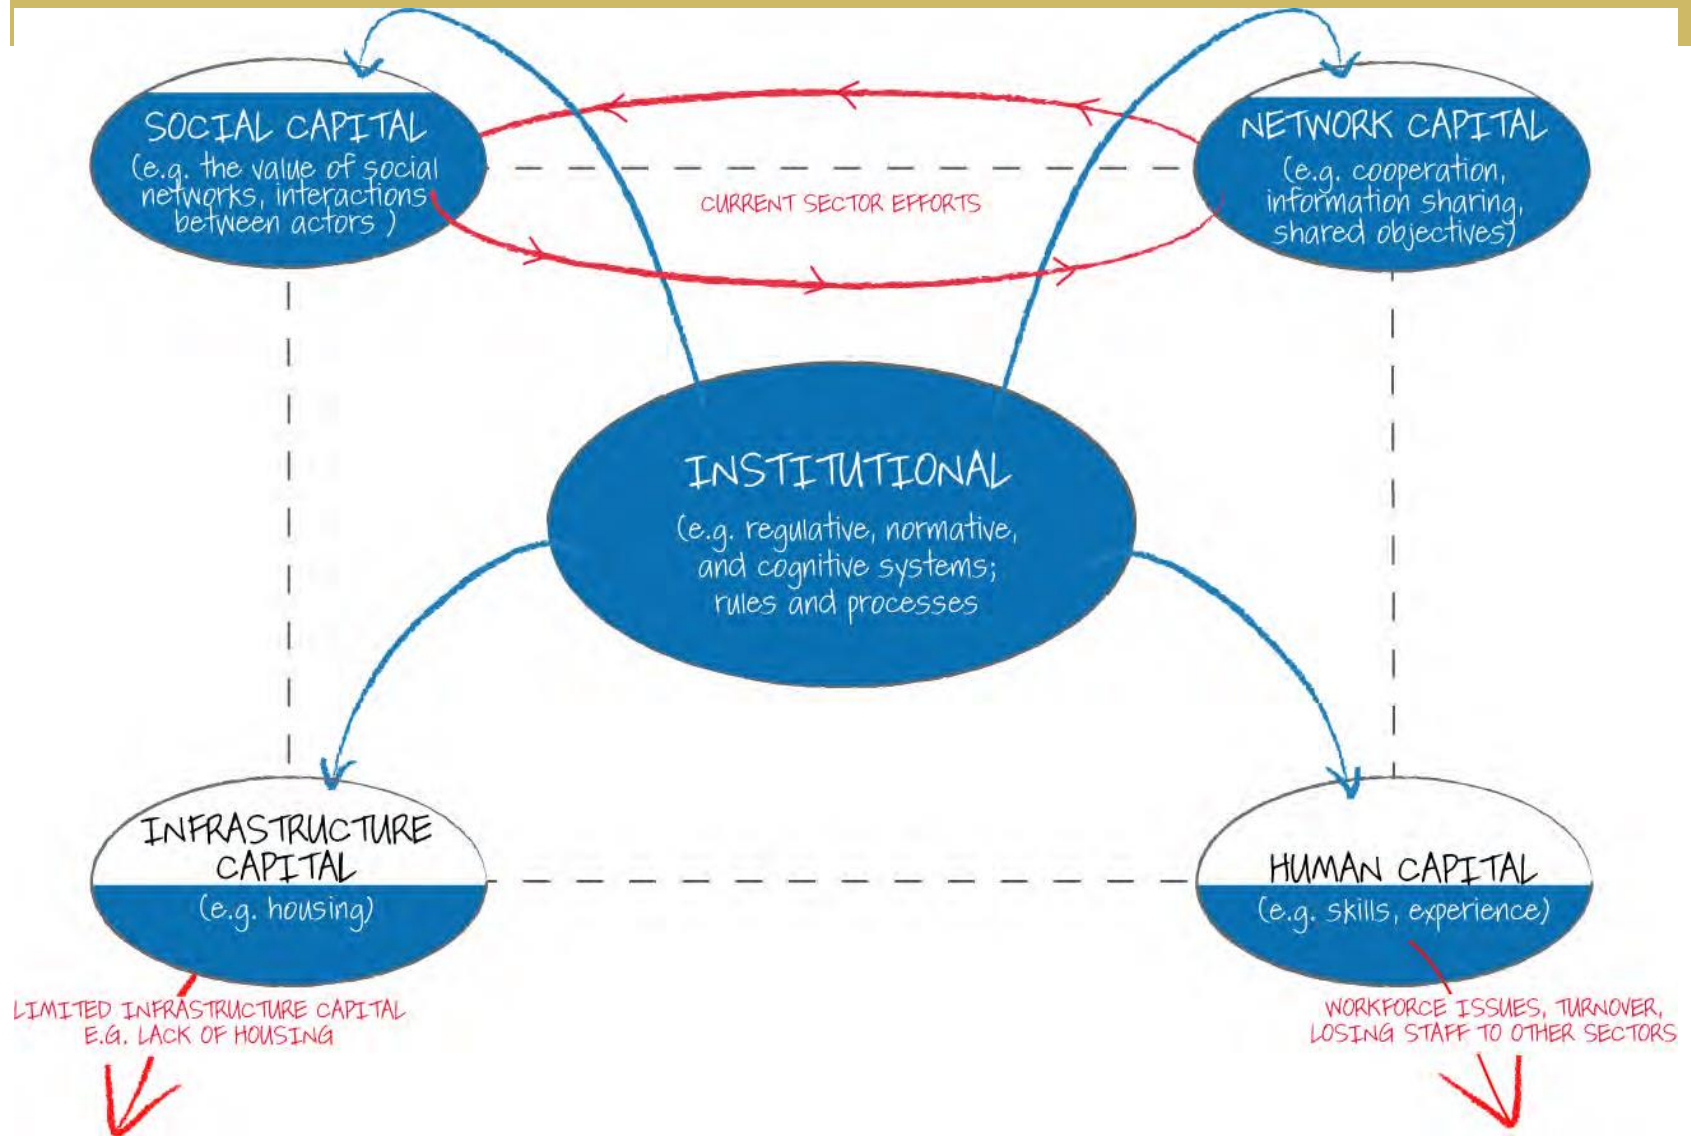 SOCIAL CAPITAL
(e.g. the value of social
networks, interactions
between actors )
NETWORK CAPITAL
(e.g. cooperation,
information sharing,
shared objectives)
CURRENT SECTOR EFFORTS
INSTITUTIONAL
(e.g. regulative, normative,
and cognitive systems;
rules and processes
INFRASTRUCTURE
CAPITAL
(e.g. housing)
HUMAN CAPITAL
(e.g. skills, experience)
LIMITED INFRASTRUCTURE CAPITAL
E.G. LACK OF HOUSING
WORKFORCE ISSUES, TURNOVER,
LOSING STAFF TO OTHER SECTORS